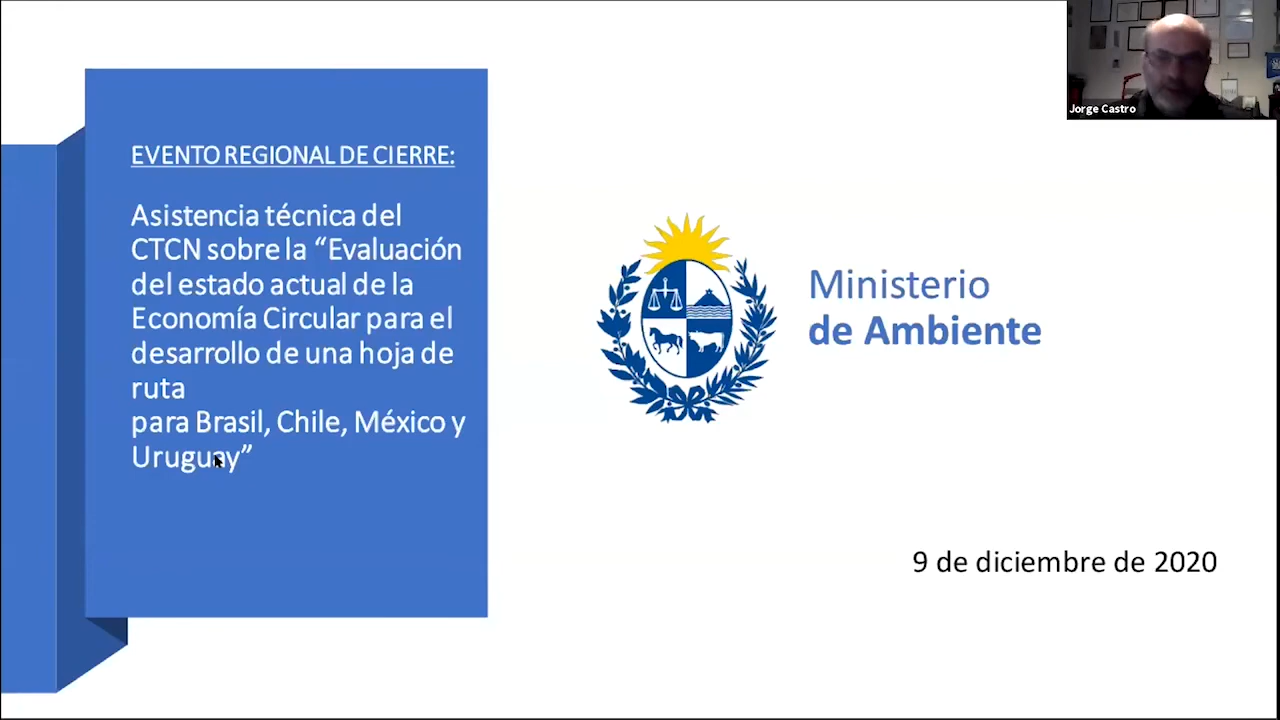 EVENTO REGIONAL DE CIERRE:
Asistencia técnica del
CTCN sobre la “Evaluación
del estado actual de la
Economía Circular para el
desarrollo de una hoja de
ruta
para Brasil, Chile, México y
Uruguay”
Ministerio
de Ambiente
9 de diciembre de 2020
Jorge Castro